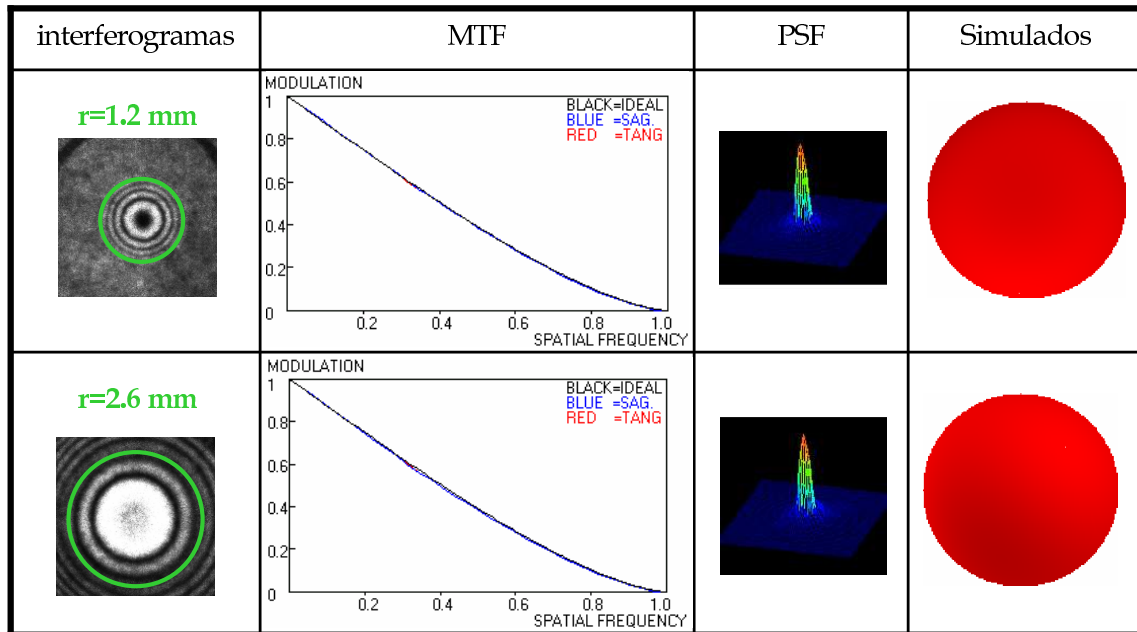 interferogramas MTF PSF Simulados
r=1.2 mm
MODULATION
BLACK=IDEAL
BLUE =SAG.
RED =TANG
1
0.8
0.6
0.4
0.2
0
0.2 0.4 0.6 0.8 1.0
SPATIAL FREQUENCY
r=2.6 mm
MODULATION
BLACK=IDEAL
BLUE =SAG.
RED =TANG
1
0.8
0.6
0.4
0.2
0
0.2 0.4 0.6 0.8 1.0
SPATIAL FREQUENCY